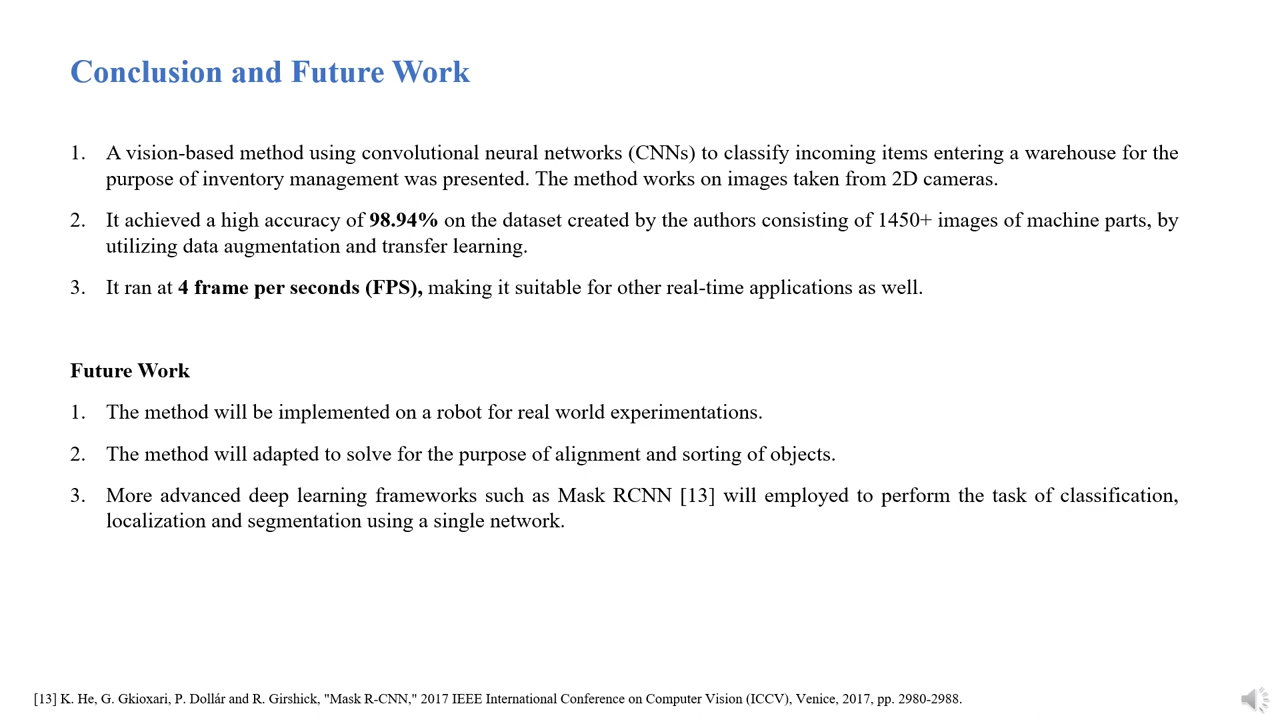 Conclusion and Future Work
1. A vision-based method using convolutional neural networks (CNNs) to classify incoming items entering a warehouse for the
purpose of inventory management was presented. The method works on images taken from 2D cameras.
2. It achieved a high accuracy of 98.94% on the dataset created by the authors consisting of 1450+ images of machine parts, by
utilizing data augmentation and transfer learning.
3. It ran at 4 frame per seconds (FPS), making it suitable for other real-time applications as well.
Future Work
1. The method will be implemented on a robot for real world experimentations.
2. The method will adapted to solve for the purpose of alignment and sorting of objects.
3. More advanced deep learning frameworks such as Mask RCNN [13] will employed to perform the task of classification,
localization and segmentation using a single network.
[13] K. He, G. Gkioxari, P. Dollár and R. Girshick, "Mask R-CNN," 2017 IEEE International Conference on Computer Vision (ICCV), Venice, 2017, pp. 2980-2988.